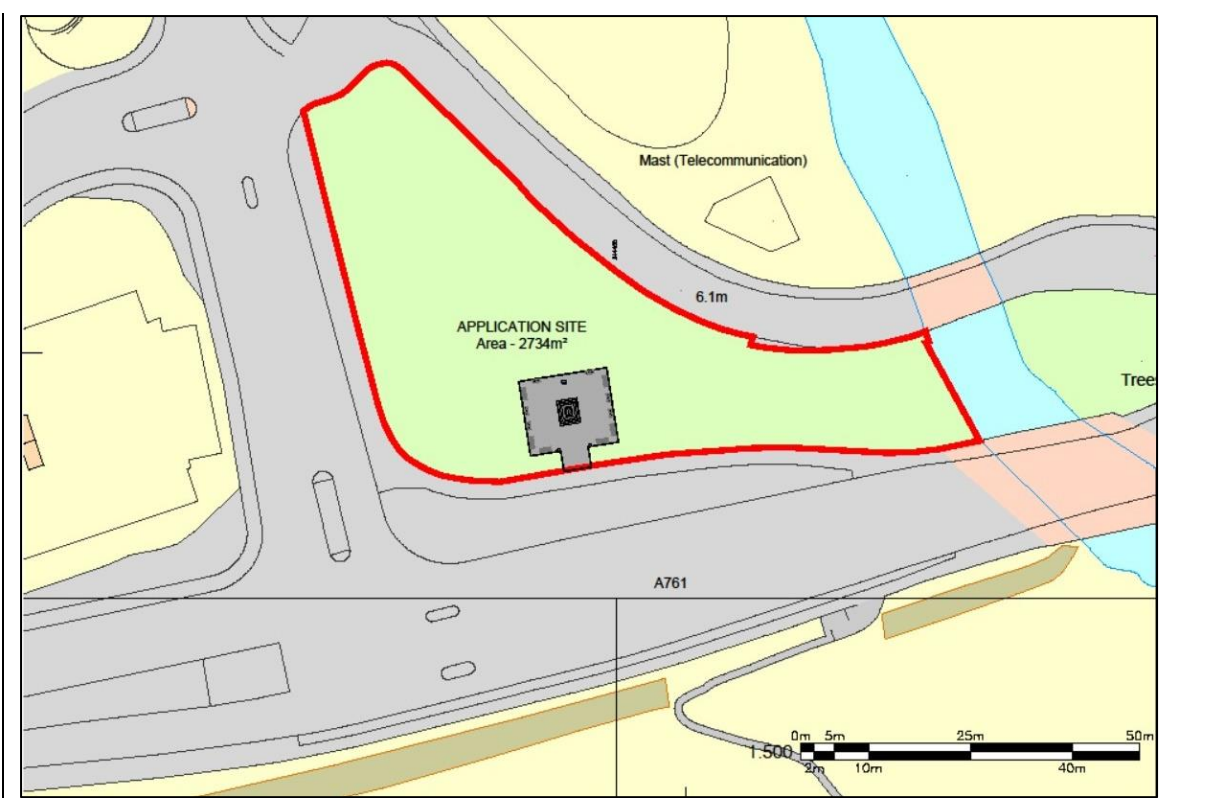 Mast (Telecommunication)
6.1m
APPLICATION SITE
Area - 2734m²
Trees
A761
0m 5m 25m 50m
1:500
2m 10m 40m